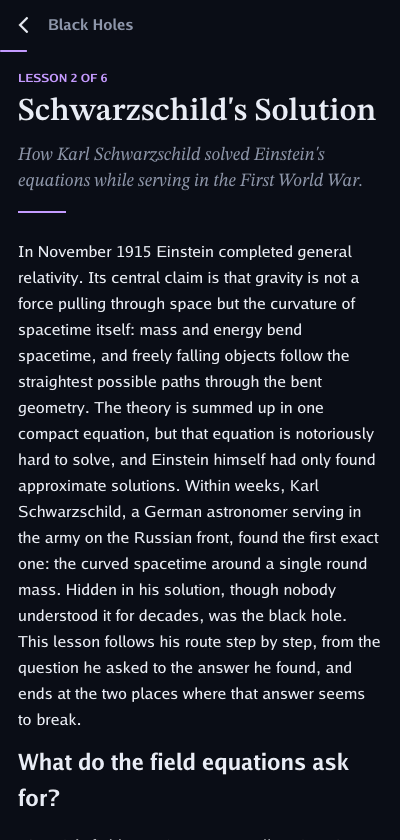 Black Holes
LESSON 2 OF 6
Schwarzschild's Solution
How Karl Schwarzschild solved Einstein's
equations while serving in the First World War.
In November 1915 Einstein completed general
relativity. Its central claim is that gravity is not a
force pulling through space but the curvature of
spacetime itself: mass and energy bend
spacetime, and freely falling objects follow the
straightest possible paths through the bent
geometry. The theory is summed up in one
compact equation, but that equation is notoriously
hard to solve, and Einstein himself had only found
approximate solutions. Within weeks, Karl
Schwarzschild, a German astronomer serving in
the army on the Russian front, found the first exact
one: the curved spacetime around a single round
mass. Hidden in his solution, though nobody
understood it for decades, was the black hole.
This lesson follows his route step by step, from the
question he asked to the answer he found, and
ends at the two places where that answer seems
to break.
What do the field equations ask
for?